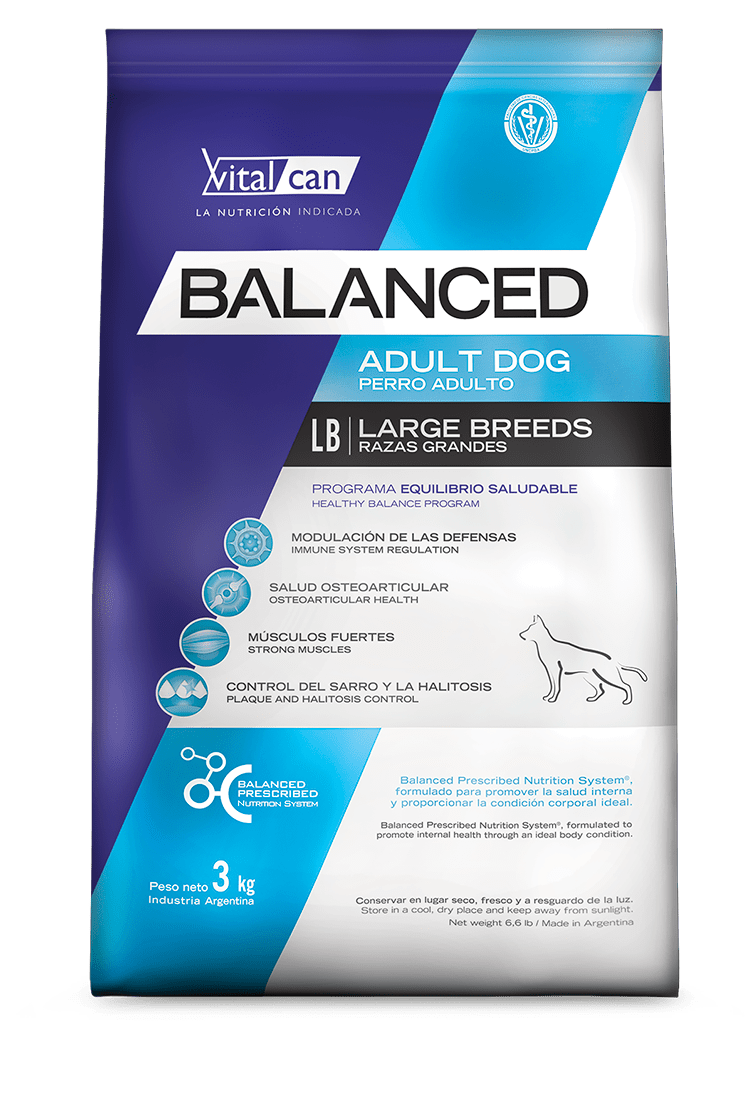 Vital can
LA NUTRICIÓN INDICADA
BALANCED
ADULT DOG
PERRO ADULTO
LB | LARGE BREEDS
RAZAS GRANDES
PROGRAMA EQUILIBRIO SALUDABLE
HEALTHY BALANCE PROGRAM
MODULACIÓN DE LAS DEFENSAS
IMMUNE SYSTEM REGULATION
SALUD OSTEOARTICULAR
OSTEOARTICULAR HEALTH
MÚSCULOS FUERTES
STRONG MUSCLES
CONTROL DEL SARRO Y LA HALITOSIS
PLAQUE AND HALITOSIS CONTROL
BALANCED
PRESCRIBED
NUTRITION SYSTEM
Balanced Prescribed Nutrition System®,
formulado para promover la salud interna
y proporcionar la condición corporal ideal.
Balanced Prescribed Nutrition System®, formulated to
promote internal health through an ideal body condition.
Peso neto 3 kg
Industria Argentina
Conservar en lugar seco, fresco y a resguardo de la luz.
Store in a cool, dry place and keep away from sunlight.
Net weight 6,6 lb / Made in Argentina